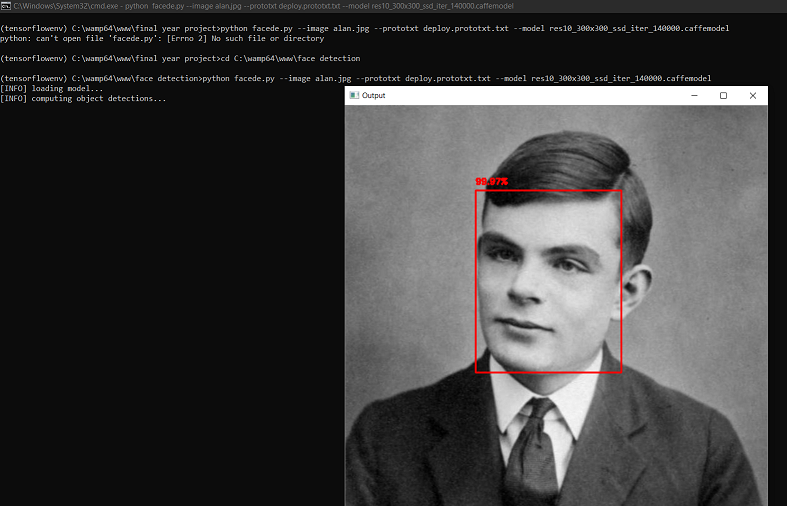 C:\Windows\System32\cmd.exe - python  facede.py --image alan.jpg --prototxt deploy.prototxt.txt --model res10_300x300_ssd_iter_140000.caffemodel
(tensorflowenv) C:\wamp64\www\final year project>python facede.py --image alan.jpg --prototxt deploy.prototxt.txt --model res10_300x300_ssd_iter_140000.caffemodel
python: can't open file 'facede.py': [Errno 2] No such file or directory
(tensorflowenv) C:\wamp64\www\final year project>cd C:\wamp64\www\face detection
(tensorflowenv) C:\wamp64\www\face detection>python facede.py --image alan.jpg --prototxt deploy.prototxt.txt --model res10_300x300_ssd_iter_140000.caffemodel
[INFO] loading model...
[INFO] computing object detections...
Output
99.97%